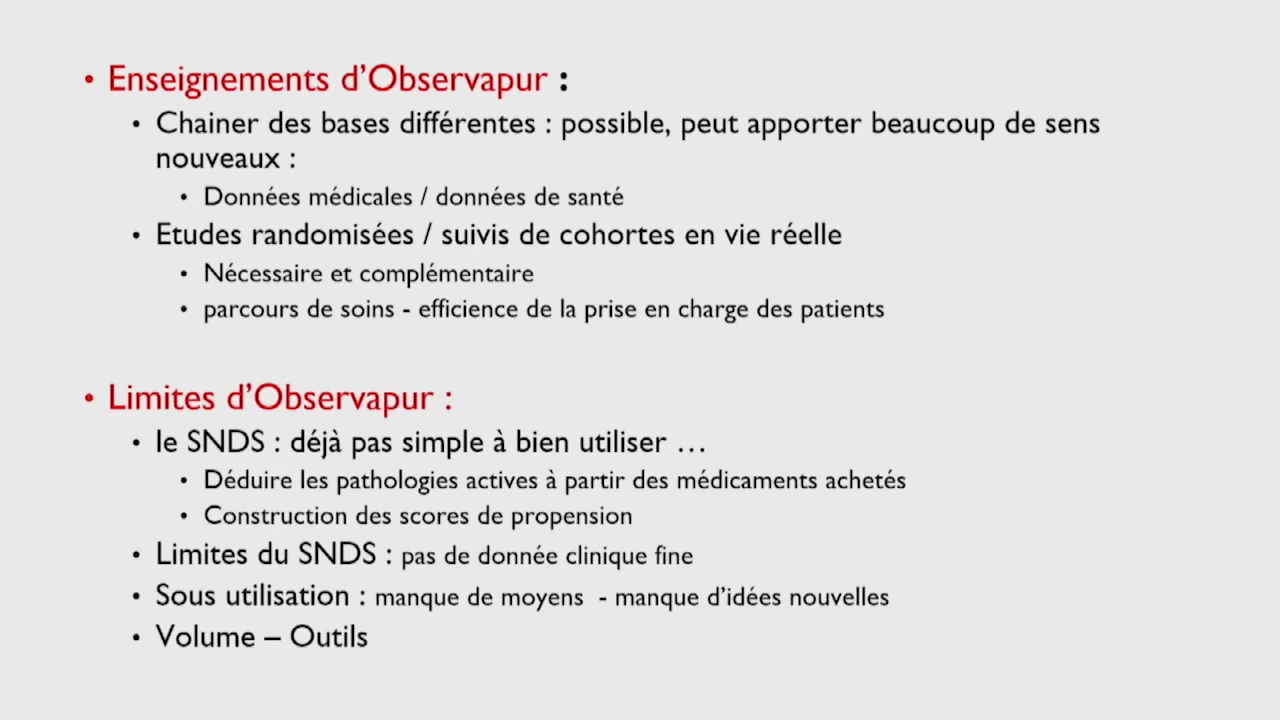 • Enseignements d’Observapur :
• Chainer des bases différentes : possible, peut apporter beaucoup de sens
nouveaux :
• Données médicales / données de santé
• Etudes randomisées / suivis de cohortes en vie réelle
• Nécessaire et complémentaire
• parcours de soins - efficience de la prise en charge des patients
• Limites d’Observapur :
• le SNDS : déjà pas simple à bien utiliser …
• Déduire les pathologies actives à partir des médicaments achetés
• Construction des scores de propension
• Limites du SNDS : pas de donnée clinique fine
• Sous utilisation : manque de moyens - manque d’idées nouvelles
• Volume – Outils